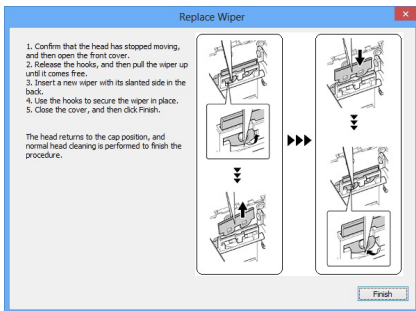 Replace Wiper
1. Confirm that the head has stopped moving,
and then open the front cover.
2. Release the hooks, and then pull the wiper up
until it comes free.
3. Insert a new wiper with its slanted side in the
back.
4. Use the hooks to secure the wiper in place.
5. Close the cover, and then click Finish.
The head returns to the cap position, and
normal head cleaning is performed to finish the
procedure.
Finish